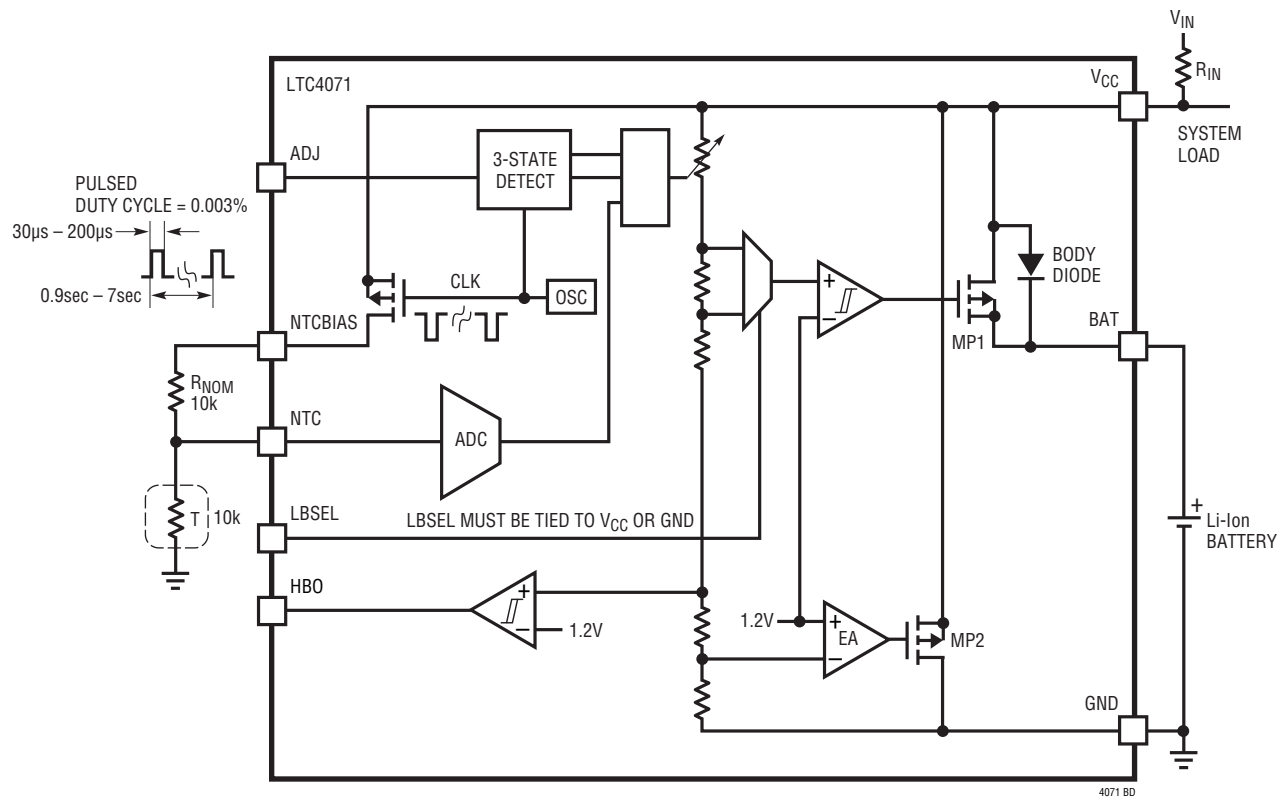 V_IN
R_IN
V_CC
SYSTEM
LOAD
LTC4071
ADJ
3-STATE
DETECT
PULSED
DUTY CYCLE = 0.003%
30µs – 200µs
0.9sec – 7sec
CLK
OSC
BODY
DIODE
NTCBIAS
BAT
MP1
R_NOM
10k
NTC
ADC
T
10k
LBSEL
LBSEL MUST BE TIED TO V_CC OR GND
Li-Ion
BATTERY
+
–
+
HBO
+
–
1.2V
1.2V
+
–
EA
MP2
GND
4071 BD